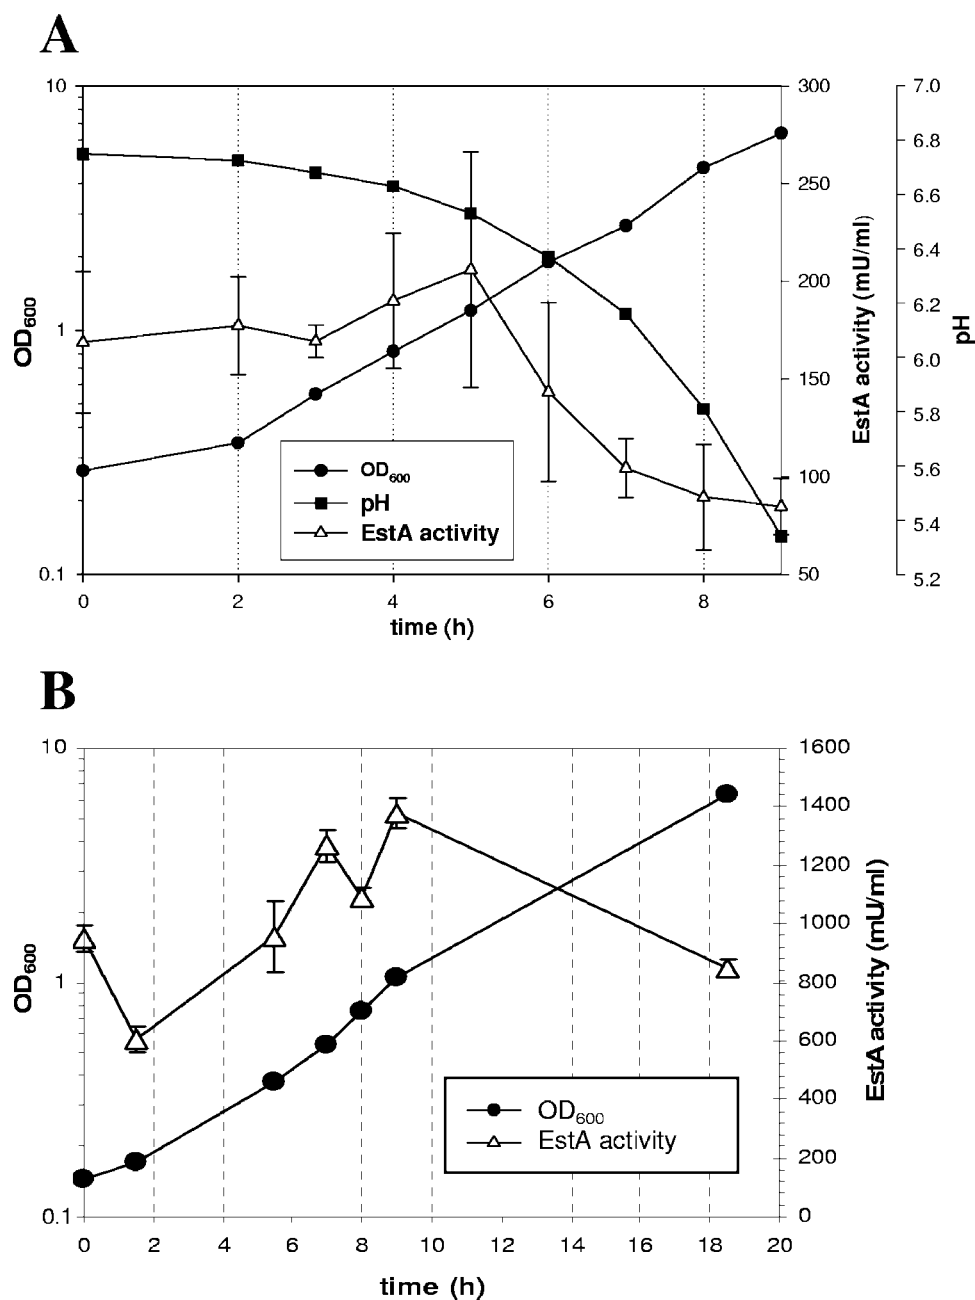 A
10
1
0.1
OD600
300
250
200
150
100
50
EstA activity (mU/ml)
7.0
6.8
6.6
6.4
6.2
6.0
5.8
5.6
5.4
5.2
pH
OD600
pH
EstA activity
0 2 4 6 8
time (h)
B
10
1
0.1
OD600
1600
1400
1200
1000
800
600
400
200
0
EstA activity (mU/ml)
OD600
EstA activity
0 2 4 6 8 10 12 14 16 18 20
time (h)